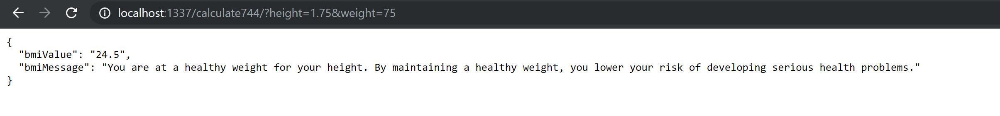 localhost:1337/calculate744/?height=1.75&weight=75
{
"bmiValue": "24.5",
"bmiMessage": "You are at a healthy weight for your height. By maintaining a healthy weight, you lower your risk of developing serious health problems."
}